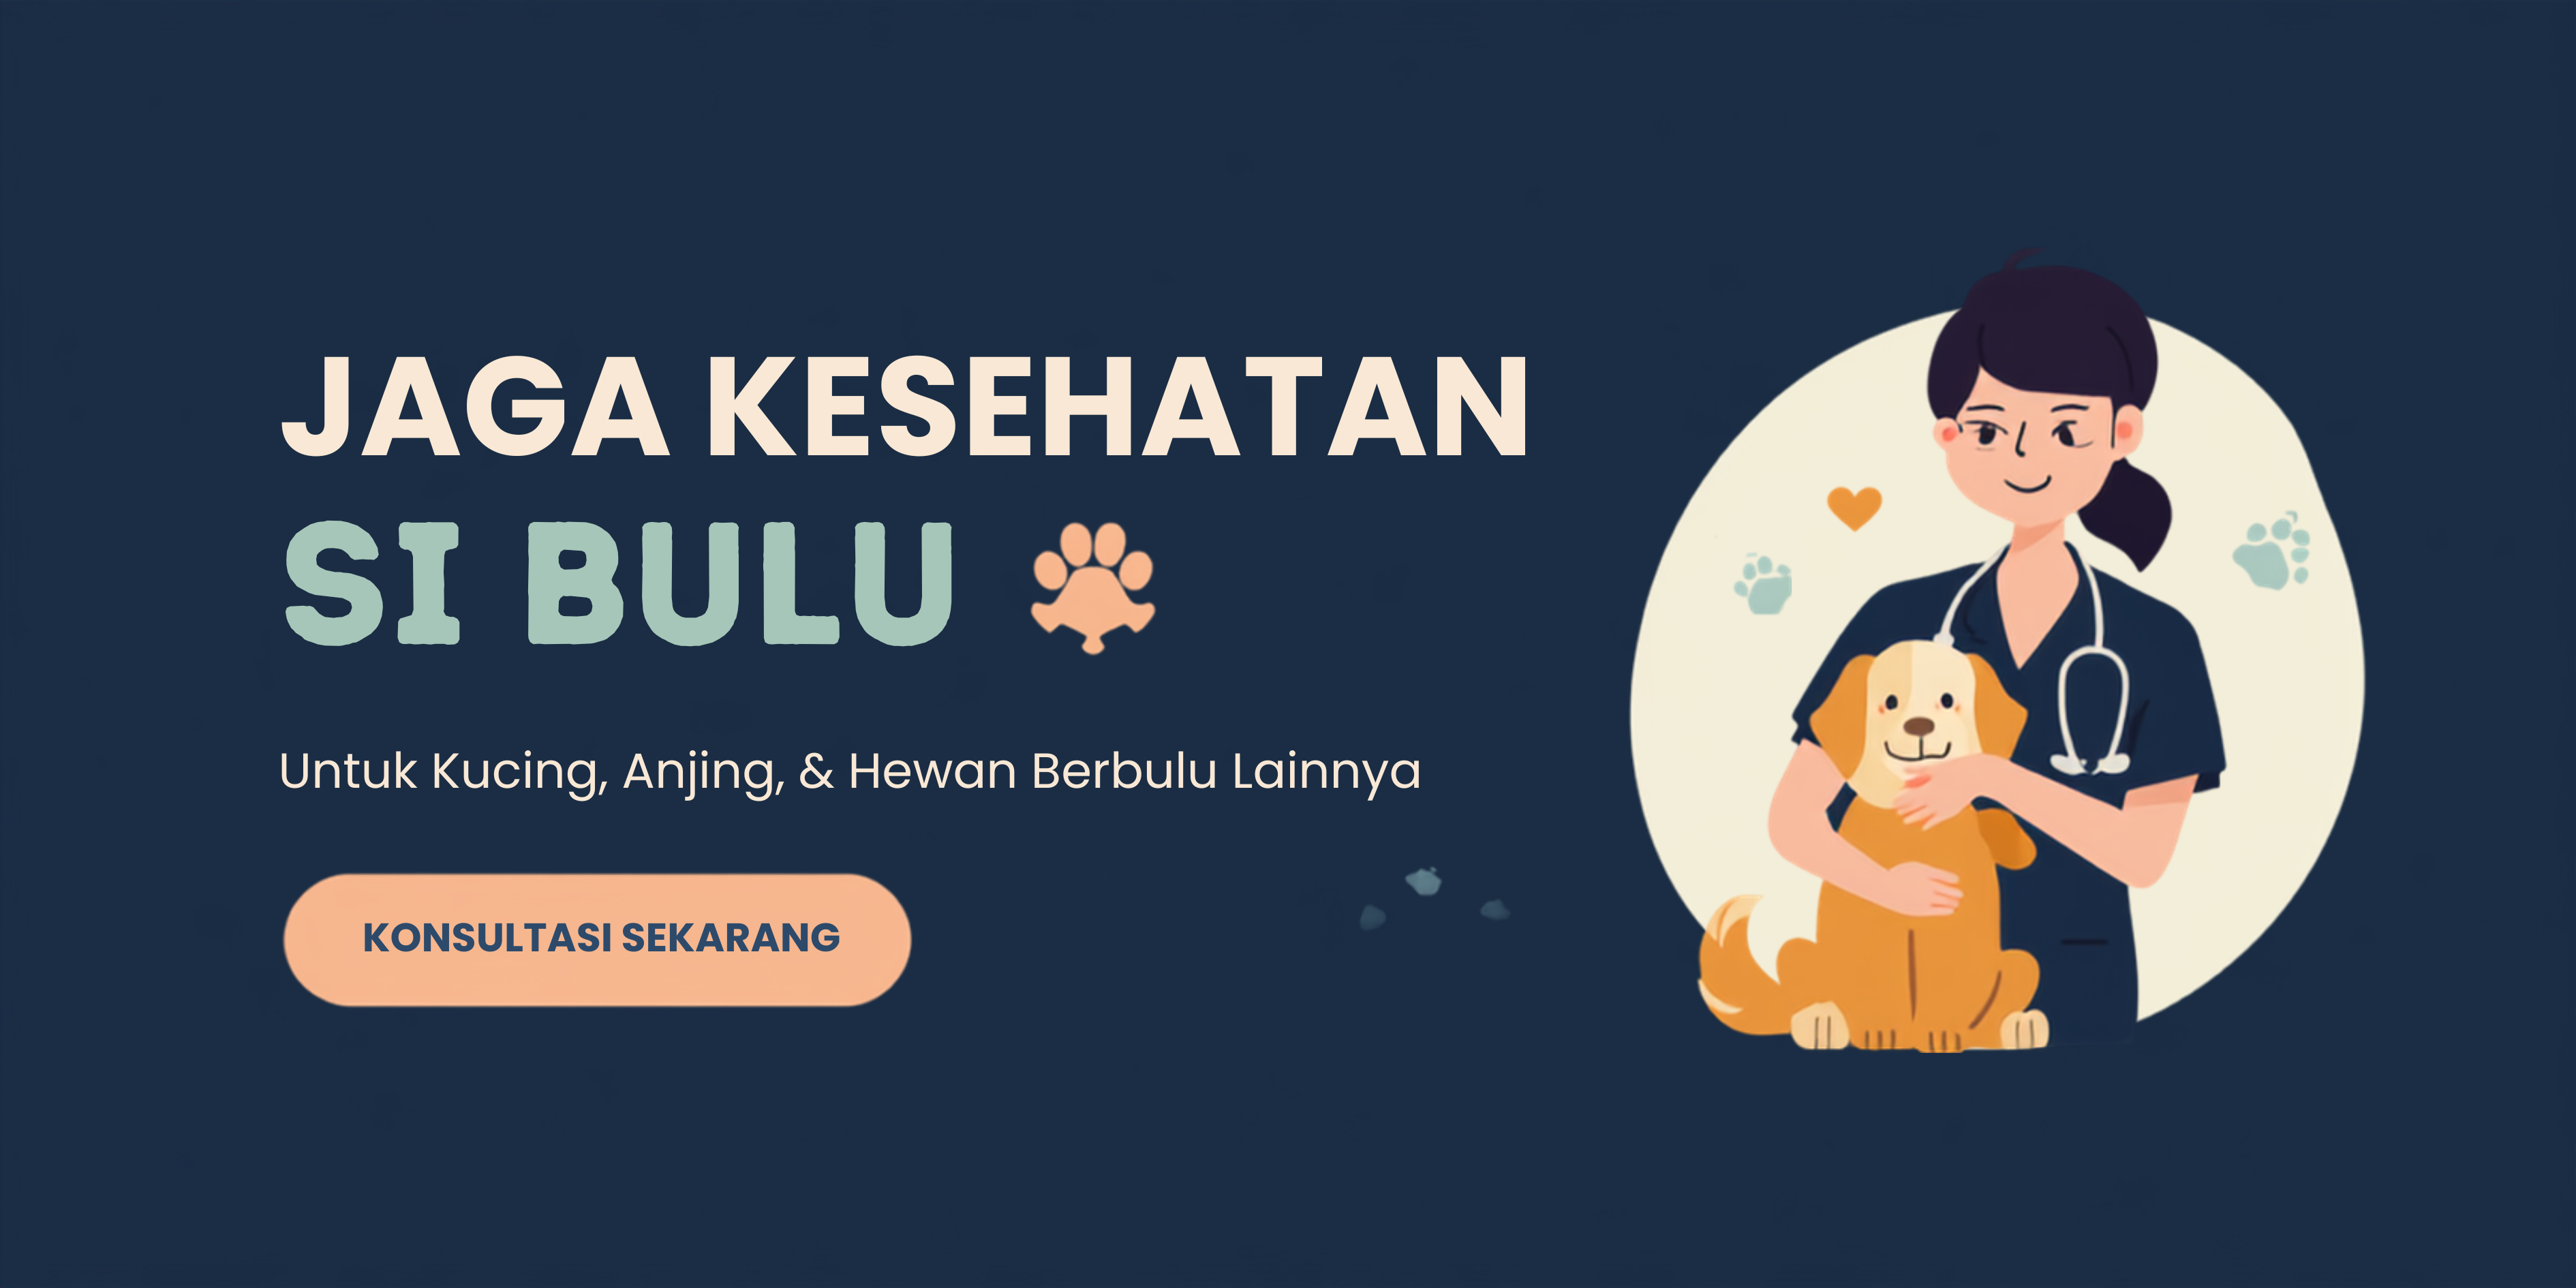 JAGA KESEHATAN
SI BULU
Untuk Kucing, Anjing, & Hewan Berbulu Lainnya
KONSULTASI SEKARANG